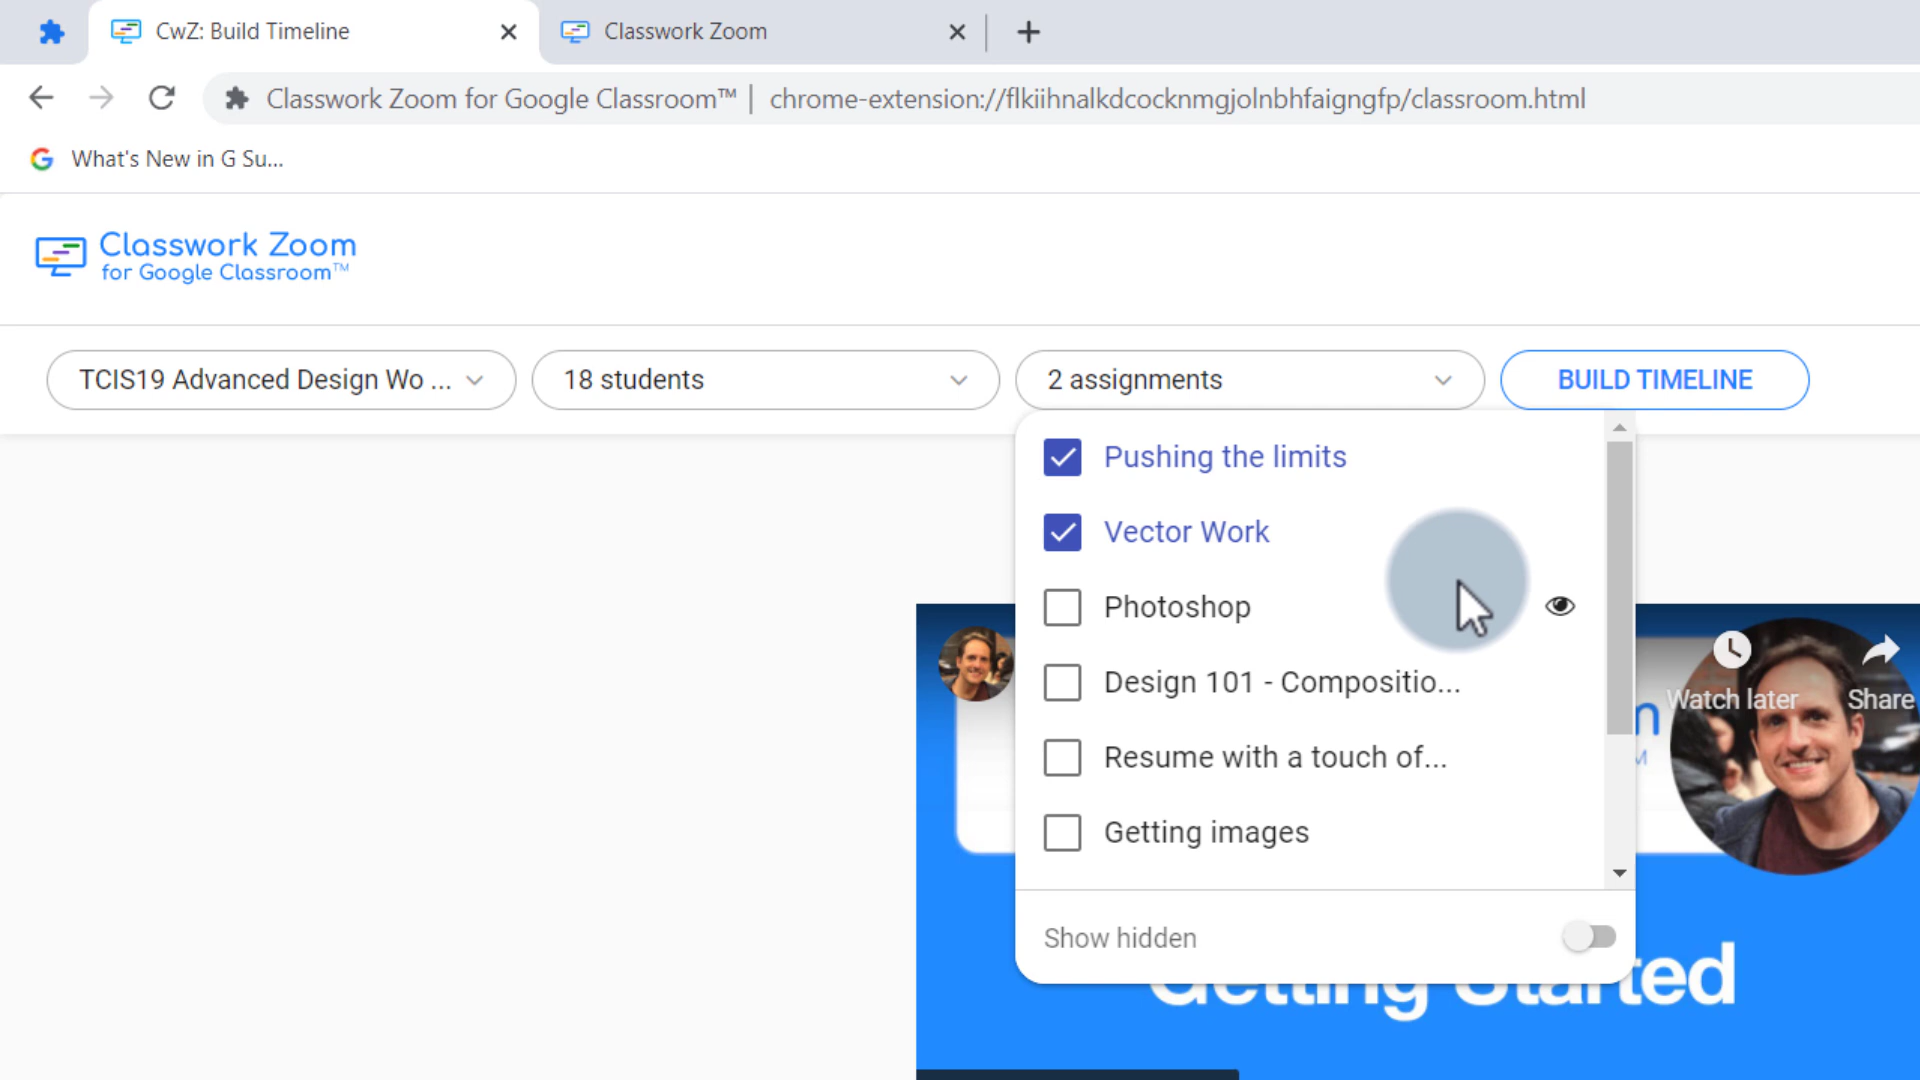 CwZ: Build Timeline
Classwork Zoom
Classwork Zoom for Google Classroom™ | chrome-extension://flkiihnalkdcocknmgjolnbhfaigngfp/classroom.html
What's New in G Su...
Classwork Zoom
for Google Classroom™
TCIS19 Advanced Design Wo ...
18 students
2 assignments
BUILD TIMELINE
Pushing the limits
Vector Work
Photoshop
Design 101 - Compositio...
Resume with a touch of...
Getting images
Show hidden
Watch later
Share
Getting Started